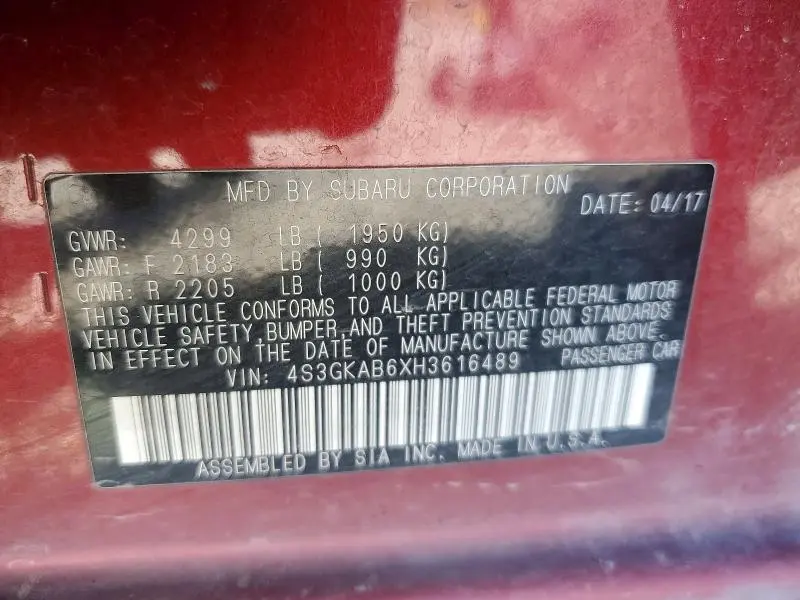 MFD BY SUBARU CORPORATION
DATE: 04/17
GVWR: 4299 LB ( 1950 KG)
GAWR: F 2183 LB ( 990 KG)
GAWR: R 2205 LB ( 1000 KG)
THIS VEHICLE CONFORMS TO ALL APPLICABLE FEDERAL MOTOR
VEHICLE SAFETY,BUMPER,AND THEFT PREVENTION STANDARDS
IN EFFECT ON THE DATE OF MANUFACTURE SHOWN ABOVE.
VIN: 4S3GKAB6XH3616489 PASSENGER CAR
ASSEMBLED BY SIA INC. MADE IN U.S.A.